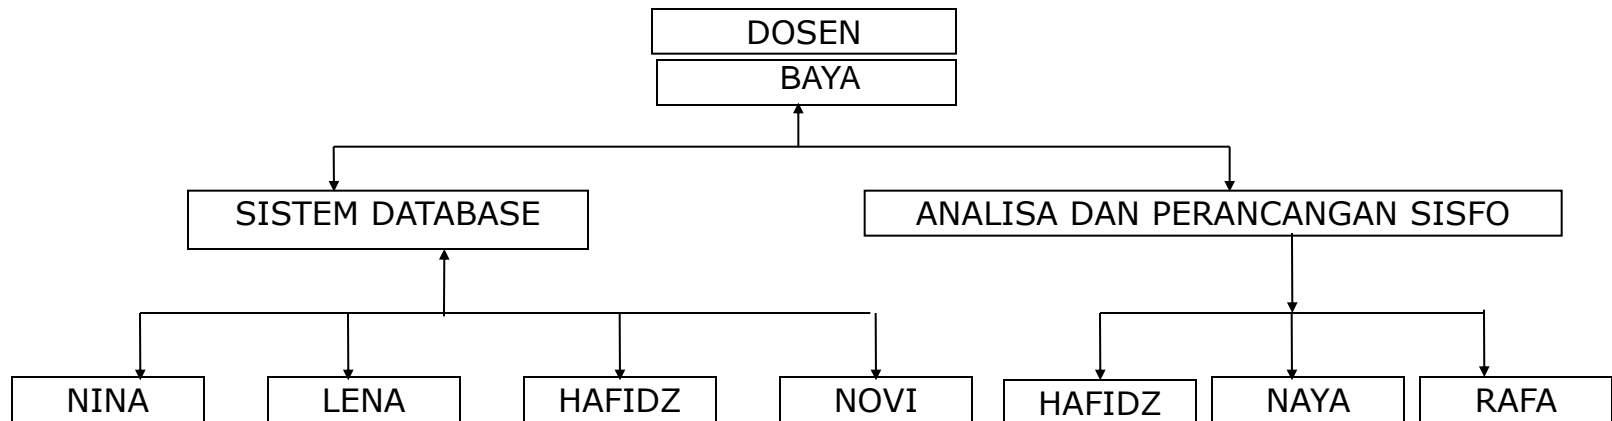 DOSEN
BAYA
SISTEM DATABASE
ANALISA DAN PERANCANGAN SISFO
NINA
LENA
HAFIDZ
NOVI
HAFIDZ
NAYA
RAFA